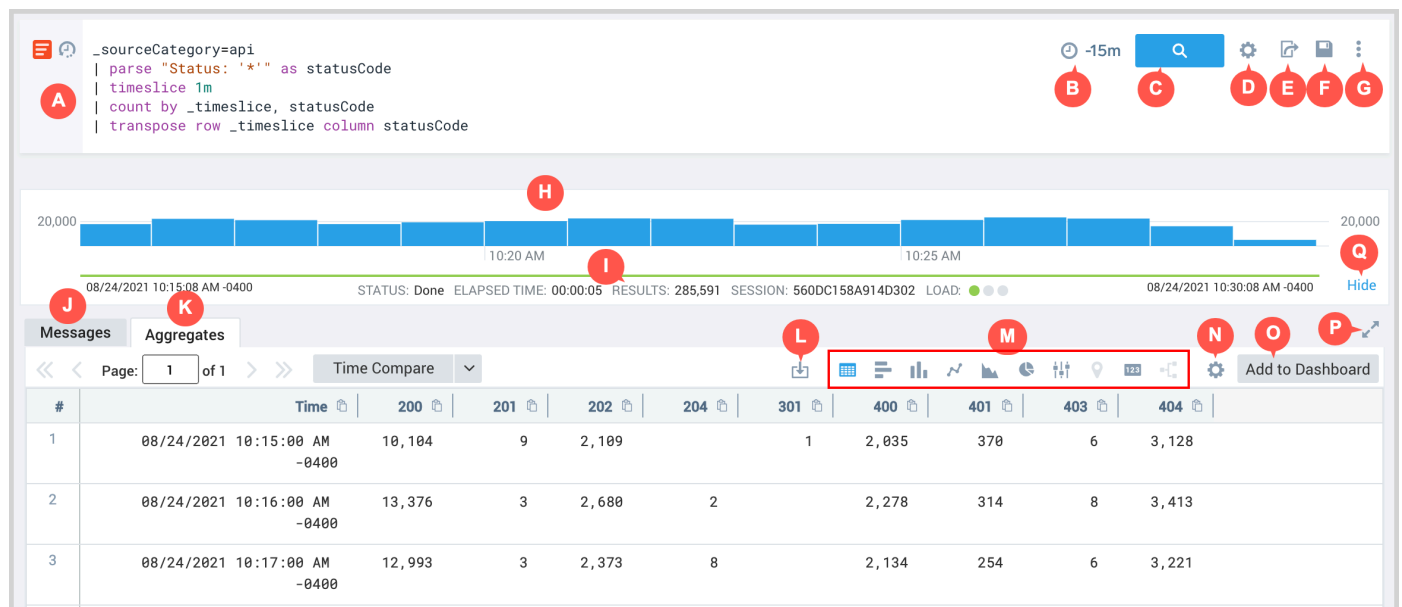 _sourceCategory=api
| parse "Status: '*'" as statusCode
| timeslice 1m
| count by _timeslice, statusCode
| transpose row _timeslice column statusCode
-15m
A
B
C
D
E
F
G
H
20,000
20,000
10:20 AM
10:25 AM
I
Q
08/24/2021 10:15:08 AM -0400
STATUS: Done ELAPSED TIME: 00:00:05 RESULTS: 285,591 SESSION: 560DC158A914D302 LOAD:
08/24/2021 10:30:08 AM -0400
Hide
J
K
L
M
N
O
P
Messages
Aggregates
Page: 1 of 1
Time Compare
123
Add to Dashboard
# Time 200 201 202 204 301 400 401 403 404
1 08/24/2021 10:15:00 AM 10,104 9 2,109 1 2,035 370 6 3,128
-0400
2 08/24/2021 10:16:00 AM 13,376 3 2,680 2 2,278 314 8 3,413
-0400
3 08/24/2021 10:17:00 AM 12,993 3 2,373 8 2,134 254 6 3,221
-0400